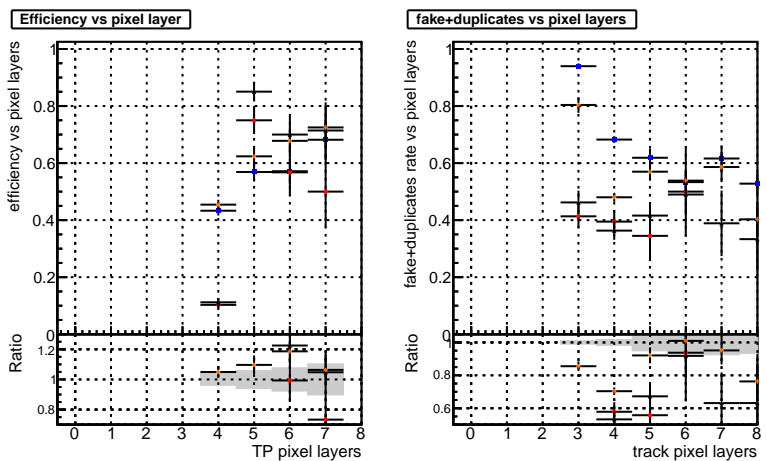 Efficiency vs pixel layer
efficiency vs pixel layers
1
0.8
0.6
0.4
0.2
0
Ratio
1.2
1
0.8
0 1 2 3 4 5 6 7 8
TP pixel layers
fake+duplicates vs pixel layers
fake+duplicates rate vs pixel layers
1
0.8
0.6
0.4
0.2
0
Ratio
0.8
0.6
0 1 2 3 4 5 6 7 8
track pixel layers